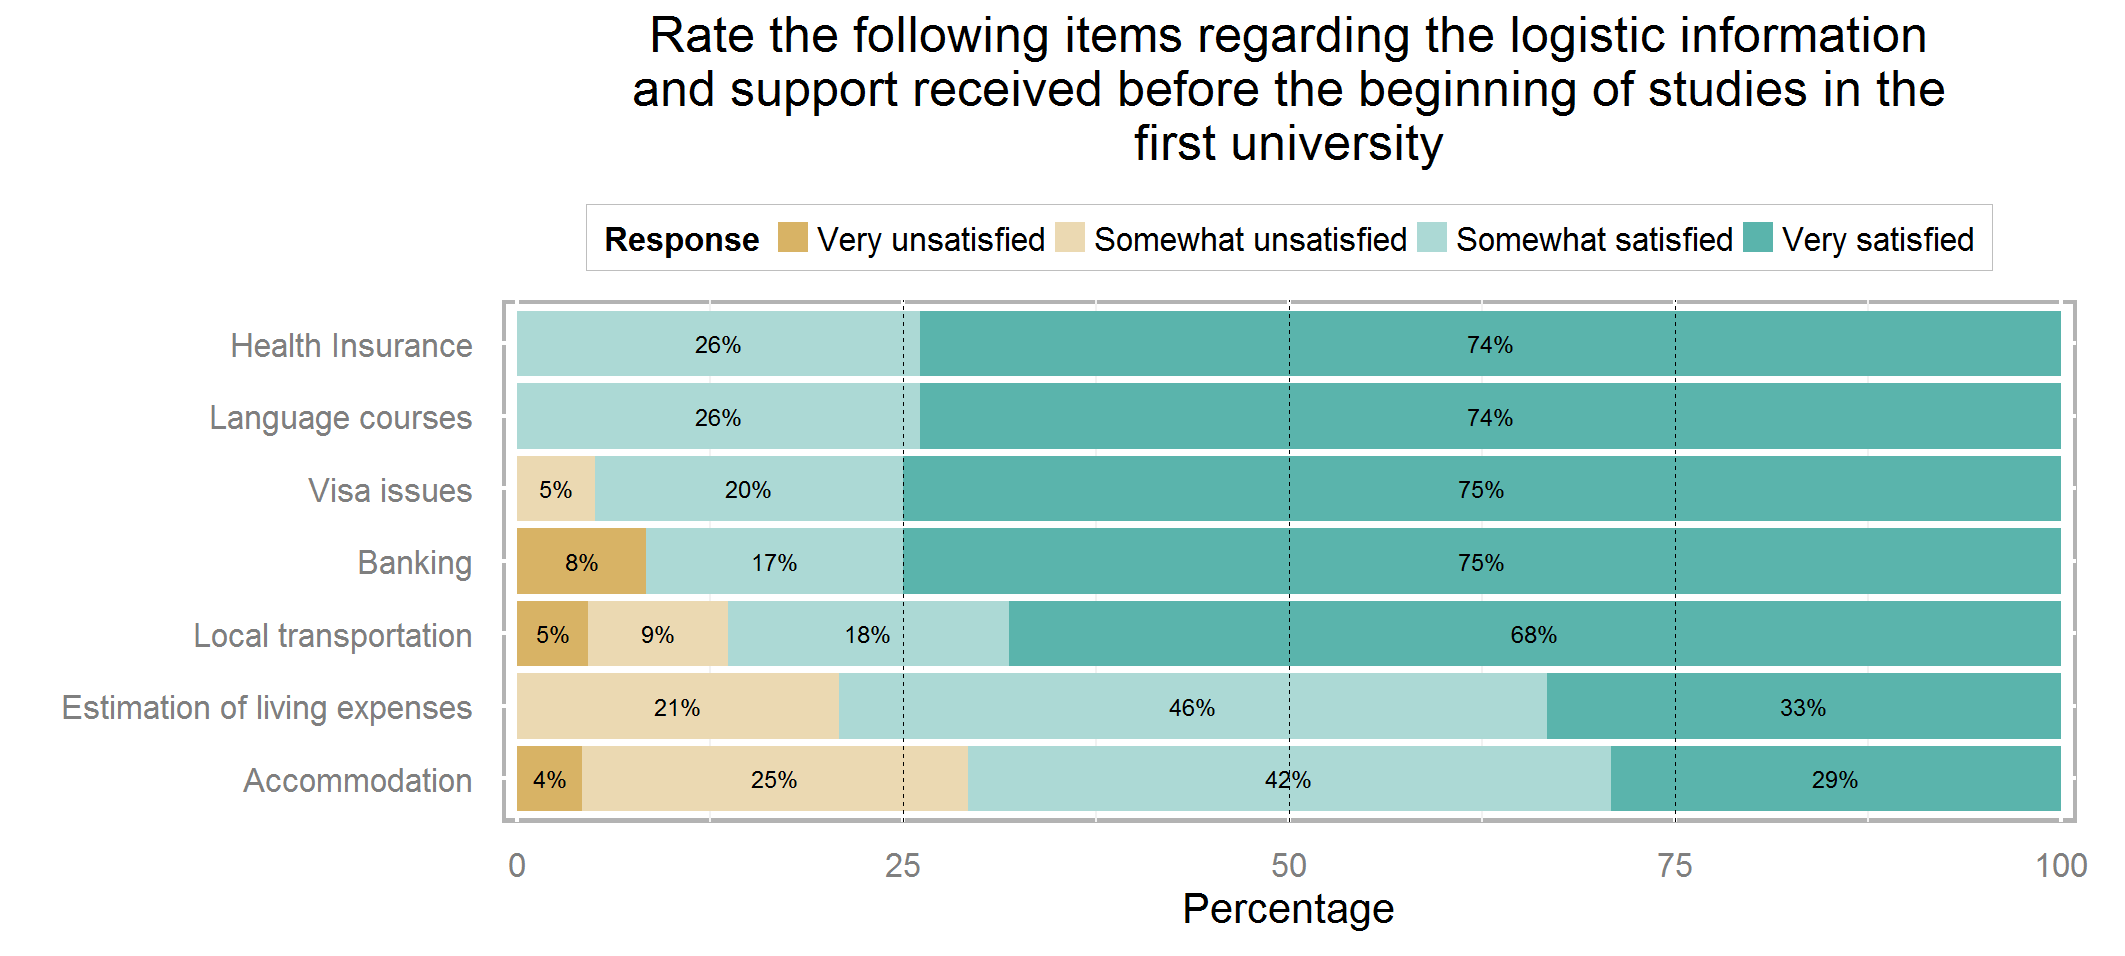 Rate the following items regarding the logistic information
and support received before the beginning of studies in the
first university
Response Very unsatisfied Somewhat unsatisfied Somewhat satisfied Very satisfied
Health Insurance 26% 74%
Language courses 26% 74%
Visa issues 5% 20% 75%
Banking 8% 17% 75%
Local transportation 5% 9% 18% 68%
Estimation of living expenses 21% 46% 33%
Accommodation 4% 25% 42% 29%
0 25 50 75 100
Percentage